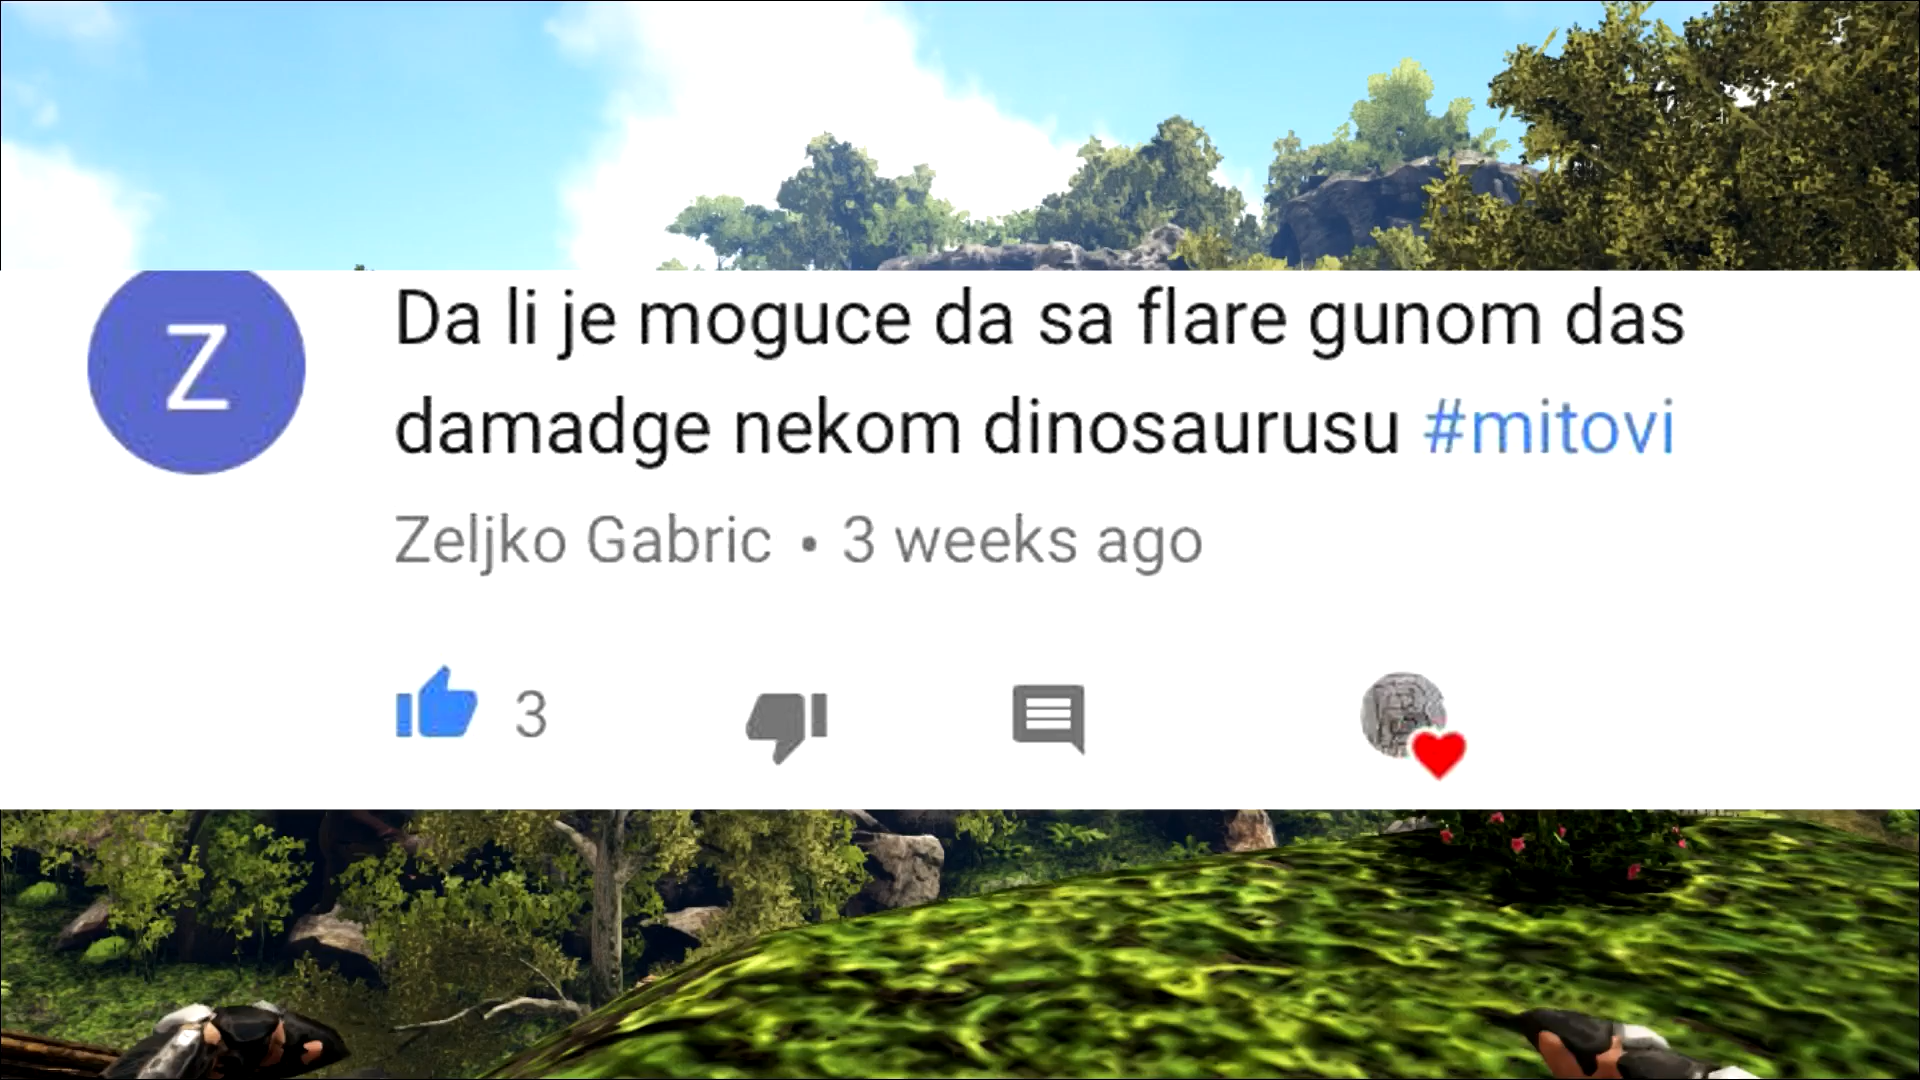 Z
Da li je moguce da sa flare gunom das
damadge nekom dinosaurusu #mitovi
Zeljko Gabric • 3 weeks ago
3